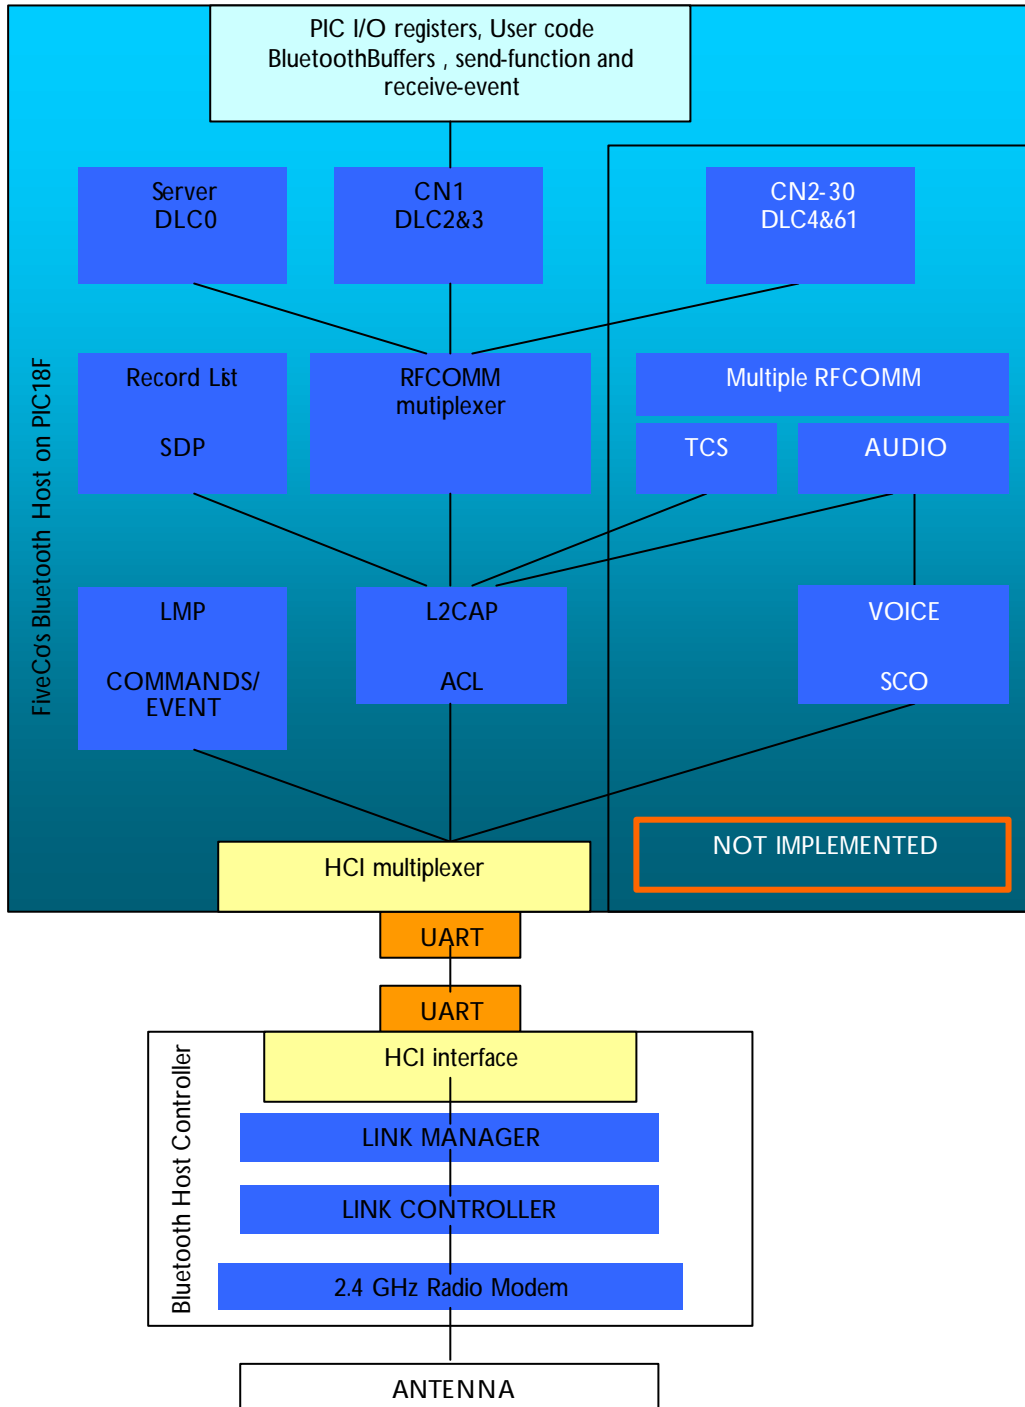 PIC I/O registers, User code
BluetoothBuffers , send-function and
receive-event
Server
DLC0
CN1
DLC2&3
CN2-30
DLC4&61
FiveCo's Bluetooth Host on PIC18F
Record List
SDP
RFCOMM
mutiplexer
Multiple RFCOMM
TCS
AUDIO
LMP
COMMANDS/
EVENT
L2CAP
ACL
VOICE
SCO
NOT IMPLEMENTED
HCI multiplexer
UART
UART
Bluetooth Host Controller
HCI interface
LINK MANAGER
LINK CONTROLLER
2.4 GHz Radio Modem
ANTENNA